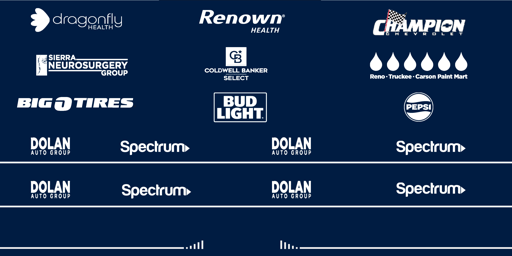 dragonfly
HEALTH
Renown
HEALTH
CHAMPION
CHEVROLET
SIERRA
NEUROSURGERY
GROUP
CB
COLDWELL BANKER
SELECT
Reno · Truckee · Carson Paint Mart
BIG O TIRES
BUD
LIGHT
PEPSI
DOLAN
AUTO GROUP
Spectrum
DOLAN
AUTO GROUP
Spectrum
DOLAN
AUTO GROUP
Spectrum
DOLAN
AUTO GROUP
Spectrum